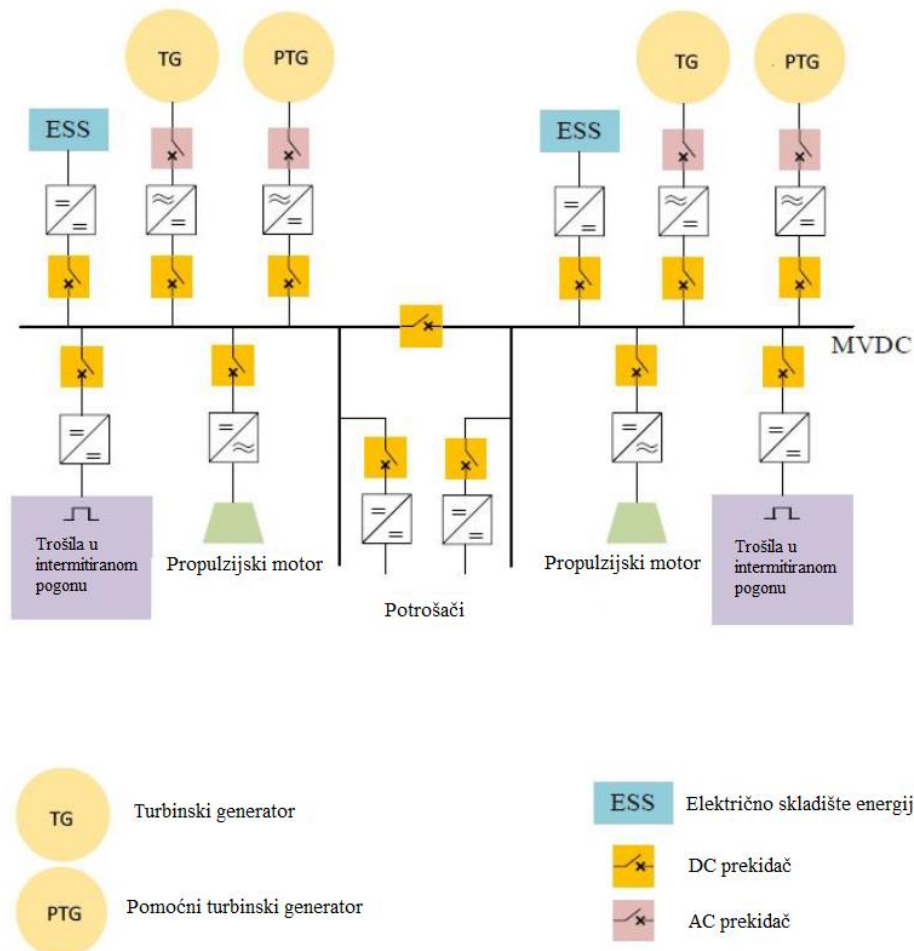 TG
PTG
TG
PTG
ESS
ESS
MVDC
Trošila u
intermitiranom
pogonu
Propulzijski motor
Potrošači
Propulzijski motor
Trošila u
intermitiranom
pogonu
TG
Turbinski generator
ESS
Električno skladište energij
DC prekidač
PTG
Pomoćni turbinski generator
AC prekidač